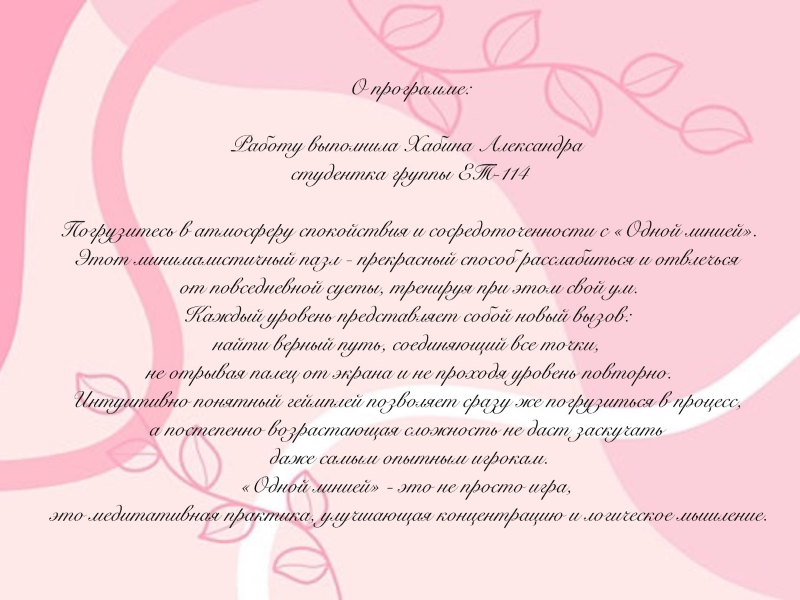 О программе:
Работу выполнила Хабина Александра
студентка группы ЕТ-114
Погрузитесь в атмосферу спокойствия и сосредоточенности с «Одной линией».
Этот минималистичный пазл - прекрасный способ расслабиться и отвлечься
от повседневной суеты, тренируя при этом свой ум.
Каждый уровень представляет собой новый вызов:
найти верный путь, соединяющий все точки,
не отрывая палец от экрана и не проходя уровень повторно.
Интуитивно понятный геймплей позволяет сразу же погрузиться в процесс,
а постепенно возрастающая сложность не даст заскучать
даже самым опытным игрокам.
«Одной линией» - это не просто игра,
это медитативная практика, улучшающая концентрацию и логическое мышление.